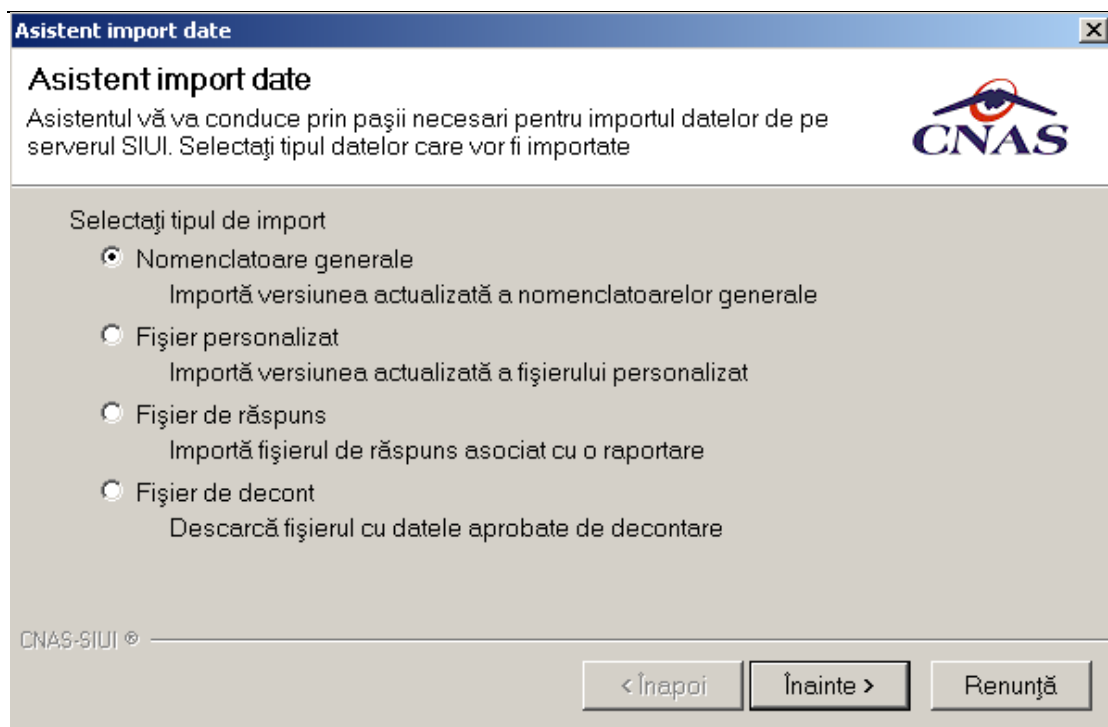 Asistent import date
Asistent import date
Asistentul vă va conduce prin paşii necesari pentru importul datelor de pe
serverul SIUI. Selectaţi tipul datelor care vor fi importate
CNAS
Selectaţi tipul de import
Nomenclatoare generale
Importă versiunea actualizată a nomenclatoarelor generale
Fişier personalizat
Importă versiunea actualizată a fişierului personalizat
Fişier de răspuns
Importă fişierul de răspuns asociat cu o raportare
Fişier de decont
Descarcă fişierul cu datele aprobate de decontare
CNAS-SIUI ®
< Înapoi
Înainte >
Renunţă